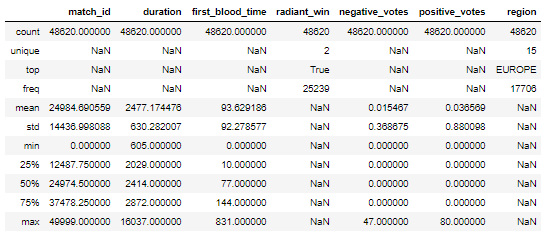 match_id duration first_blood_time radiant_win negative_votes positive_votes region
count 48620.000000 48620.000000 48620.000000 48620 48620.000000 48620.000000 48620
unique NaN NaN NaN 2 NaN NaN 15
top NaN NaN NaN True NaN NaN EUROPE
freq NaN NaN NaN 25239 NaN NaN 17706
mean 24984.690559 2477.174476 93.629186 NaN 0.015467 0.036569 NaN
std 14436.998088 630.282007 92.278577 NaN 0.368675 0.880098 NaN
min 0.000000 605.000000 0.000000 NaN 0.000000 0.000000 NaN
25% 12487.750000 2029.000000 10.000000 NaN 0.000000 0.000000 NaN
50% 24974.500000 2414.000000 77.000000 NaN 0.000000 0.000000 NaN
75% 37478.250000 2872.000000 144.000000 NaN 0.000000 0.000000 NaN
max 49999.000000 16037.000000 831.000000 NaN 47.000000 80.000000 NaN